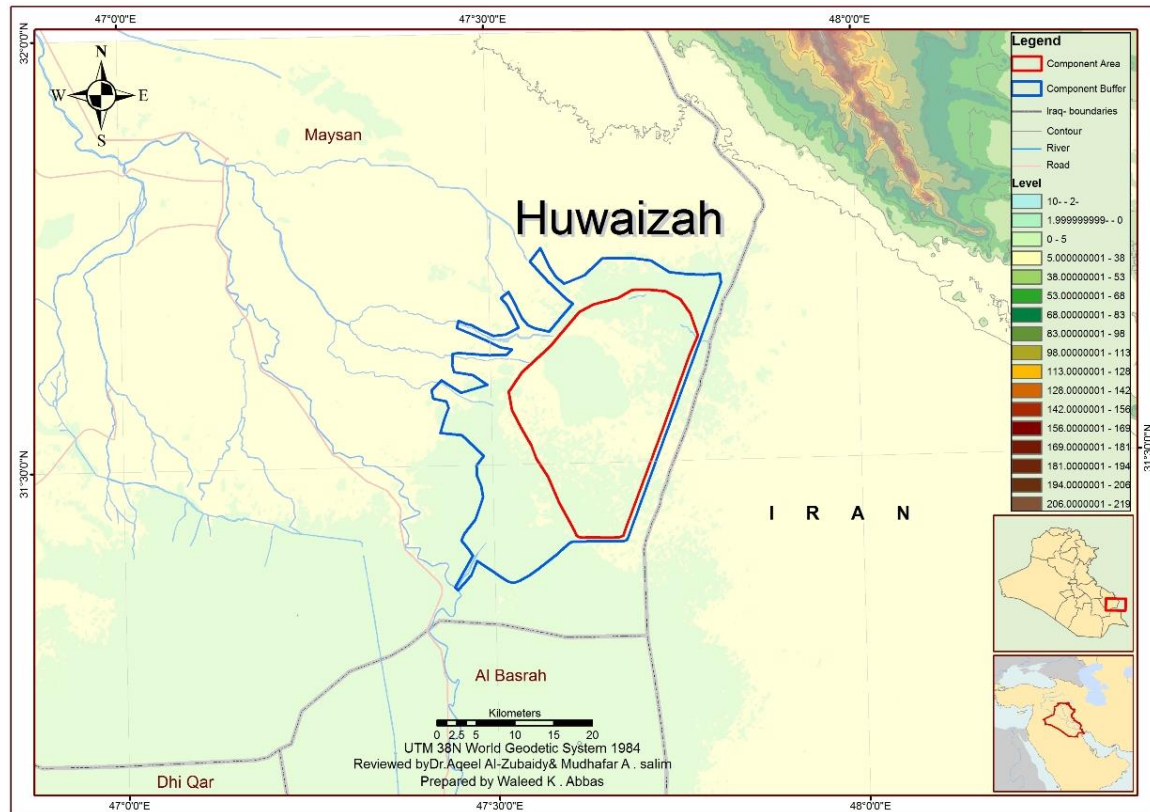 47°0'0"E
47°30'0"E
48°0'0"E
32°0'0"N
N
W
E
S
Maysan
Huwaizah
31°30'0"N
31°30'0"N
I R A N
Al Basrah
Dhi Qar
Kilometers
0 2.5 5 10 15 20
UTM 38N World Geodetic System 1984
Reviewed byDr.Aqeel Al-Zubaidy& Mudhafar A . salim
Prepared by Waleed K . Abbas
47°0'0"E
47°30'0"E
48°0'0"E
Legend
Component Area
Component Buffer
Iraq- boundaries
Contour
River
Road
Level
10- - 2-
1.999999999- - 0
0 - 5
5.00000001 - 38
38.00000001 - 53
53.00000001 - 68
68.00000001 - 83
83.00000001 - 98
98.00000001 - 113
113.0000001 - 128
128.0000001 - 142
142.0000001 - 156
156.0000001 - 169
169.0000001 - 181
181.0000001 - 194
194.0000001 - 206
206.0000001 - 219